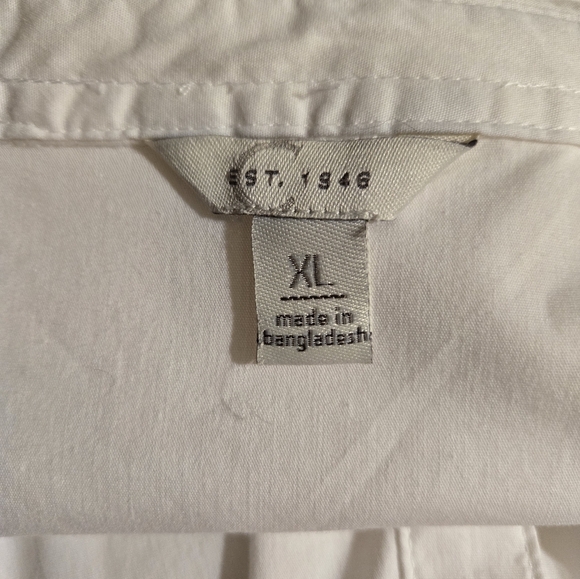 C
EST. 1946
XL
made in
bangladesh